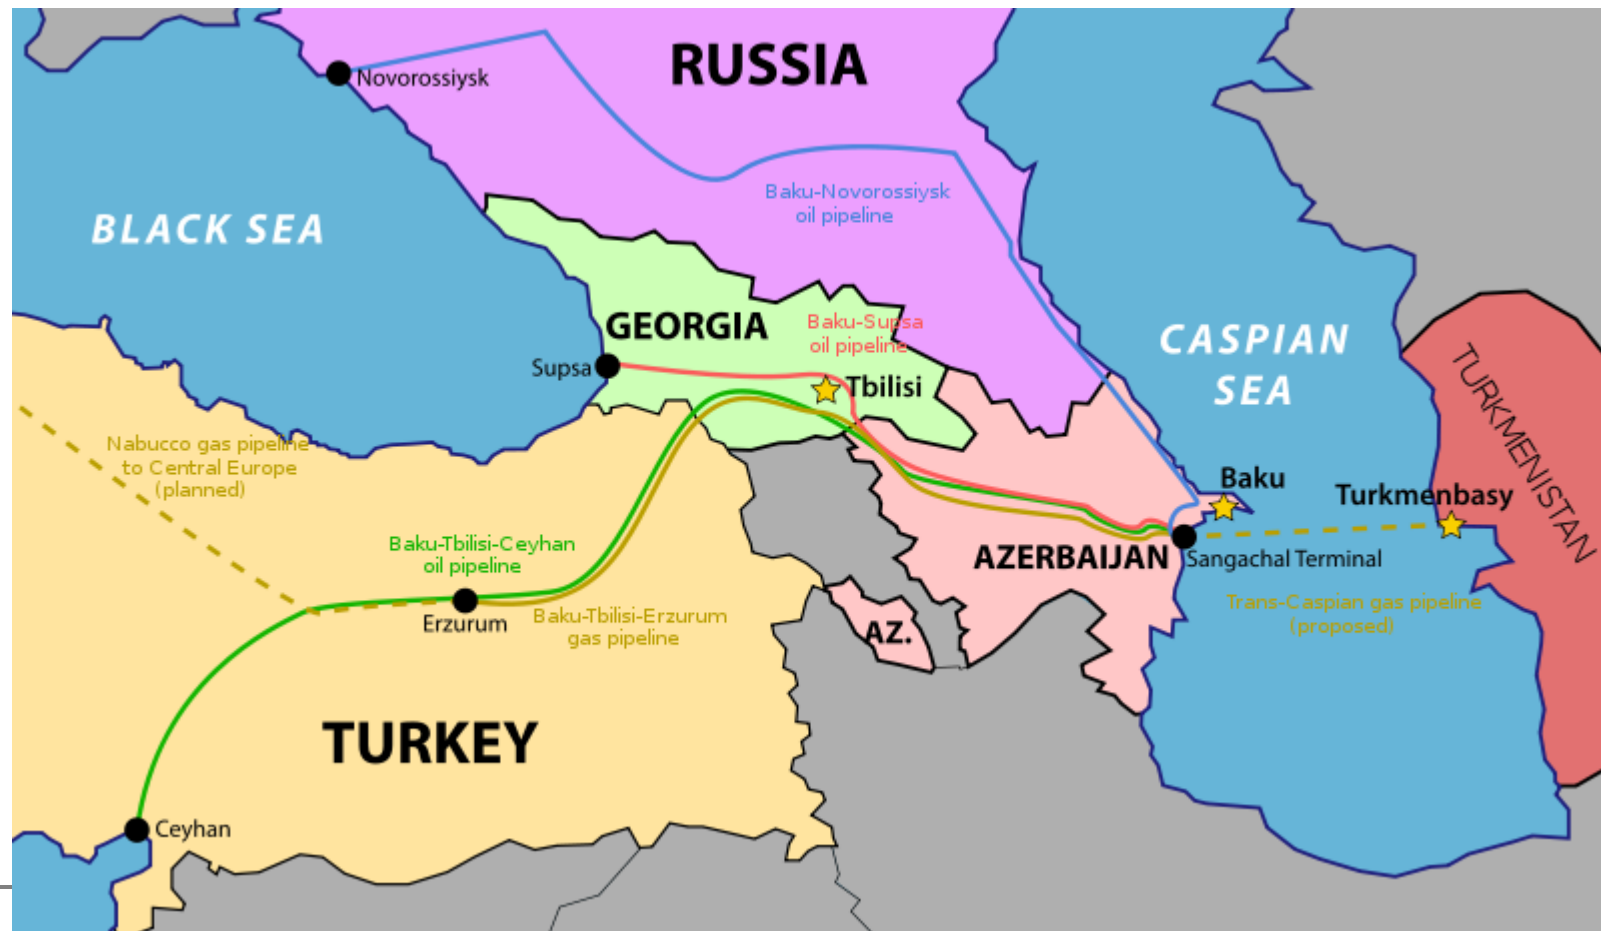 RUSSIA
Novorossiysk
Baku-Novorossiysk
oil pipeline
BLACK SEA
GEORGIA
Baku-Supsa
oil pipeline
CASPIAN
SEA
Supsa
Tbilisi
TURKMENISTAN
Nabucco gas pipeline
to Central Europe
(planned)
Baku
Turkmenbasy
Baku-Tbilisi-Ceyhan
oil pipeline
AZERBAIJAN
Sangachal Terminal
Erzurum
Baku-Tbilisi-Erzurum
gas pipeline
Trans-Caspian gas pipeline
(proposed)
AZ.
TURKEY
Ceyhan